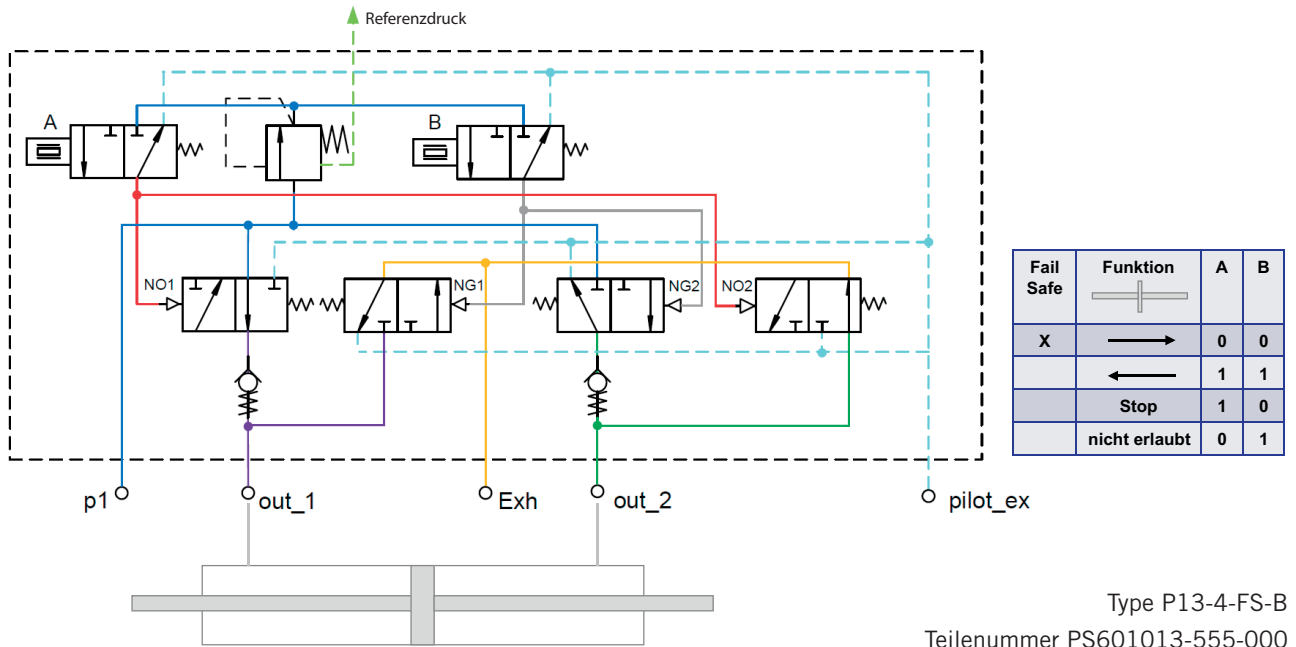 Referenzdruck
A
B
NO1
NG1
NG2
NO2
p1
out_1
Exh
out_2
pilot_ex
Fail Safe Funktion A B
X 0 0
1 1
Stop 1 0
nicht erlaubt 0 1
Type P13-4-FS-B
Teilenummer PS601013-555-000